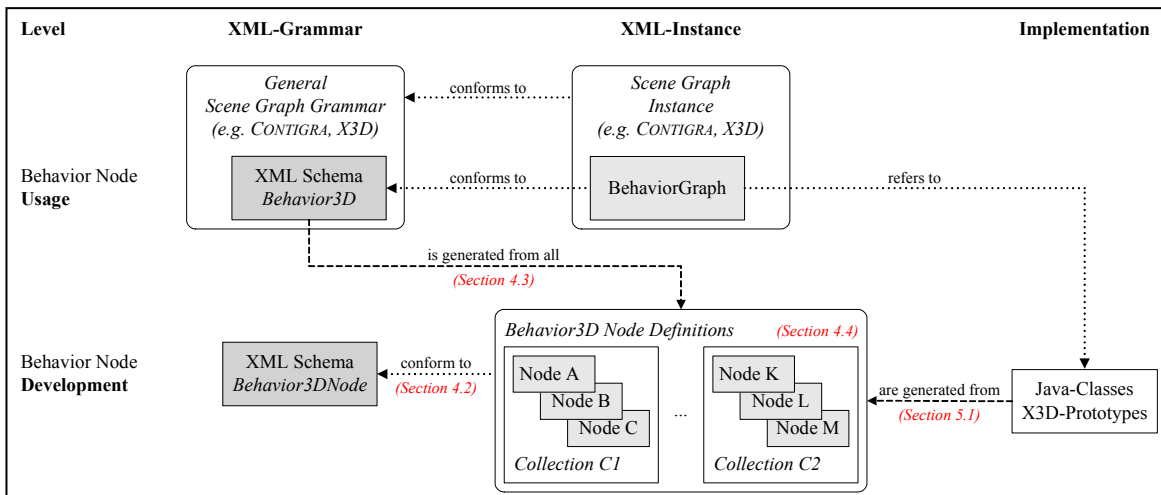 Level XML-Grammar XML-Instance Implementation
General
Scene Graph Grammar
(e.g. CONTIGRA, X3D)
conforms to
Scene Graph
Instance
(e.g. CONTIGRA, X3D)
Behavior Node
Usage
XML Schema
Behavior3D
conforms to
BehaviorGraph
refers to
is generated from all
(Section 4.3)
Behavior3D Node Definitions (Section 4.4)
Behavior Node
Development
XML Schema
Behavior3DNode
conform to
(Section 4.2)
Node A
Node B
Node C
Collection C1
...
Node K
Node L
Node M
Collection C2
are generated from
(Section 5.1)
Java-Classes
X3D-Prototypes